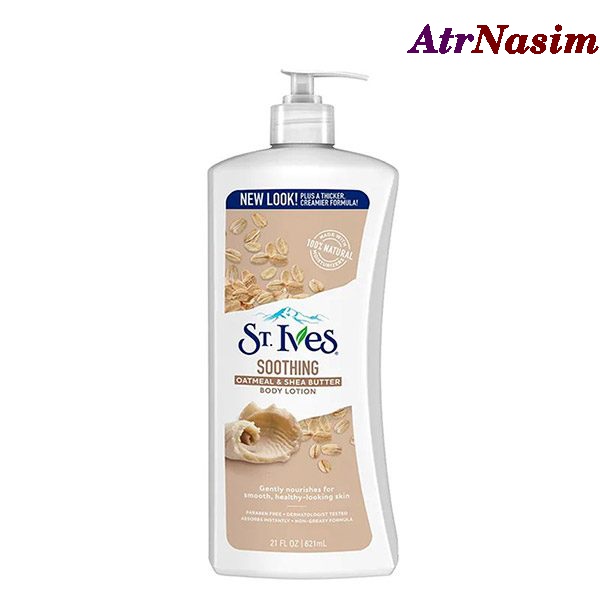 AtrNasim
NEW LOOK! PLUS A THICKER, CREAMIER FORMULA!
MADE WITH
100% NATURAL
MOISTURIZERS
ST. IVES®
SOOTHING
OATMEAL & SHEA BUTTER
BODY LOTION
Gently nourishes for
smooth, healthy-looking skin
PARABEN FREE • DERMATOLOGIST TESTED
ABSORBS INSTANTLY • NON-GREASY FORMULA
21 FL OZ | 621mL